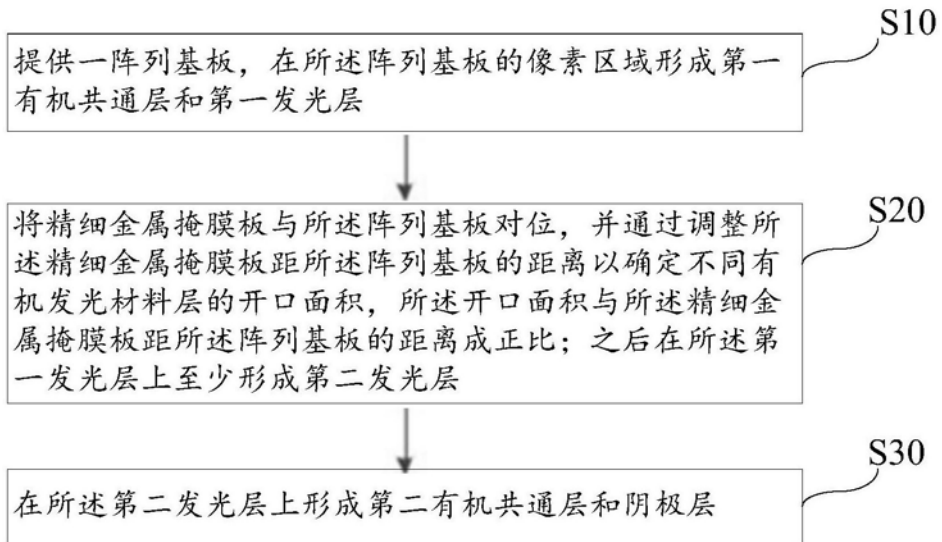 S10
提供一阵列基板，在所述阵列基板的像素区域形成第一
有机共通层和第一发光层
S20
将精细金属掩膜板与所述阵列基板对位，并通过调整所
述精细金属掩膜板距所述阵列基板的距离以确定不同有
机发光材料层的开口面积，所述开口面积与所述精细金
属掩膜板距所述阵列基板的距离成正比；之后在所述第
一发光层上至少形成第二发光层
S30
在所述第二发光层上形成第二有机共通层和阴极层